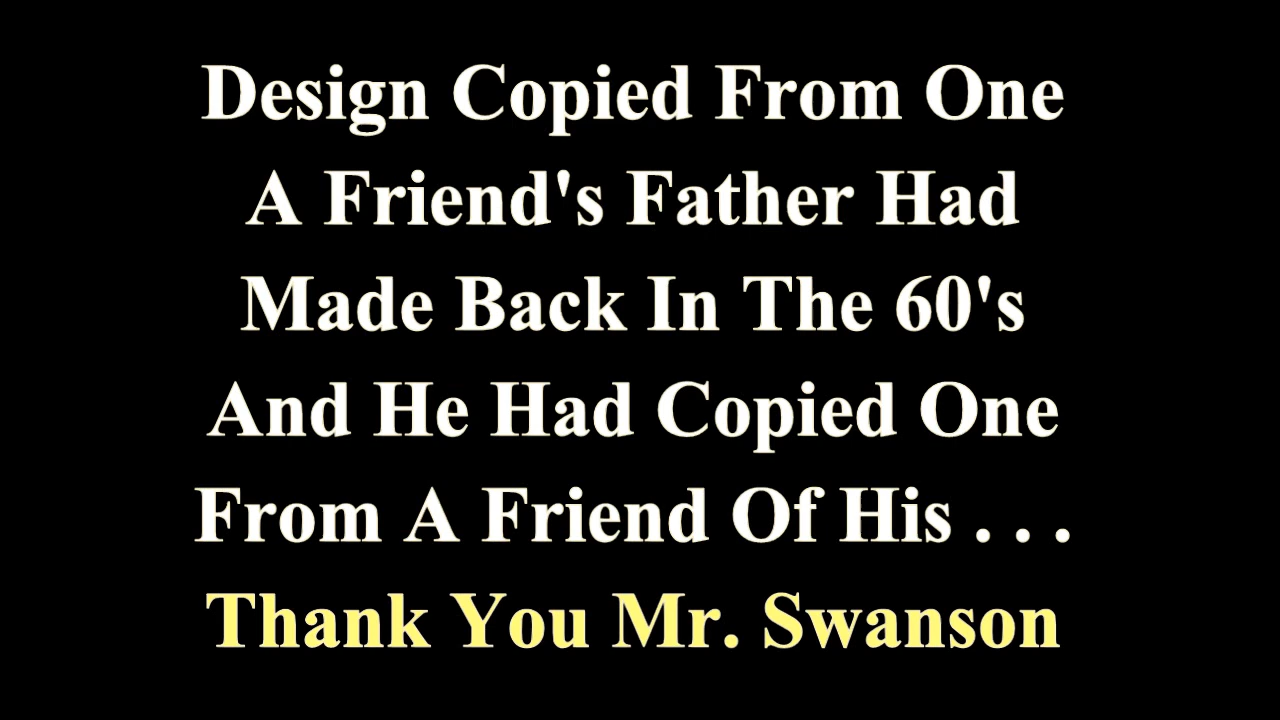 Design Copied From One
A Friend's Father Had
Made Back In The 60's
And He Had Copied One
From A Friend Of His . . .
Thank You Mr. Swanson